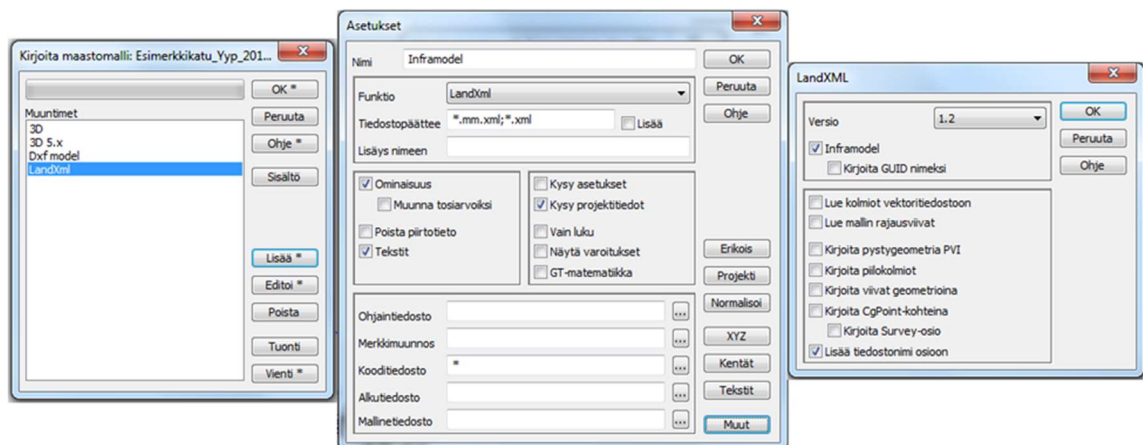 Kirjoita maastomalli: Esimerkkikatu_Yyp_201...
OK *
Muuntimet
Peruuta
3D
3D 5.x
Dxf model
LandXml
Ohje *
Sisältö
Lisää *
Editoi *
Poista
Tuonti
Vienti *
Asetukset
Nimi Inframodel
OK
Funktio LandXml
Peruuta
Tiedostopäättee *.mm.xml;*.xml Lisää
Ohje
Lisäys nimeen
Ominaisuus
Muunna tosiarvoiksi
Poista piirtotieto
Tekstit
Kysy asetukset
Kysy projektitiedot
Vain luku
Näytä varoitukset
GT-matematiikka
Erikois
Projekti
Normalisoi
Ohjaintiedosto ...
Merkkimuunnos ...
XYZ
Kooditiedosto * ...
Kentät
Alkutiedosto ...
Tekstit
Mallinetiedosto ...
Muut
LandXML
Versio 1.2
OK
Inframodel
Peruuta
Kirjoita GUID nimeksi
Ohje
Lue kolmiot vektoritiedostoon
Lue mallin rajausviivat
Kirjoita pystygeometria PVI
Kirjoita piilokolmiot
Kirjoita viivat geometrioina
Kirjoita CgPoint-kohteina
Kirjoita Survey-osio
Lisää tiedostonimi osioon